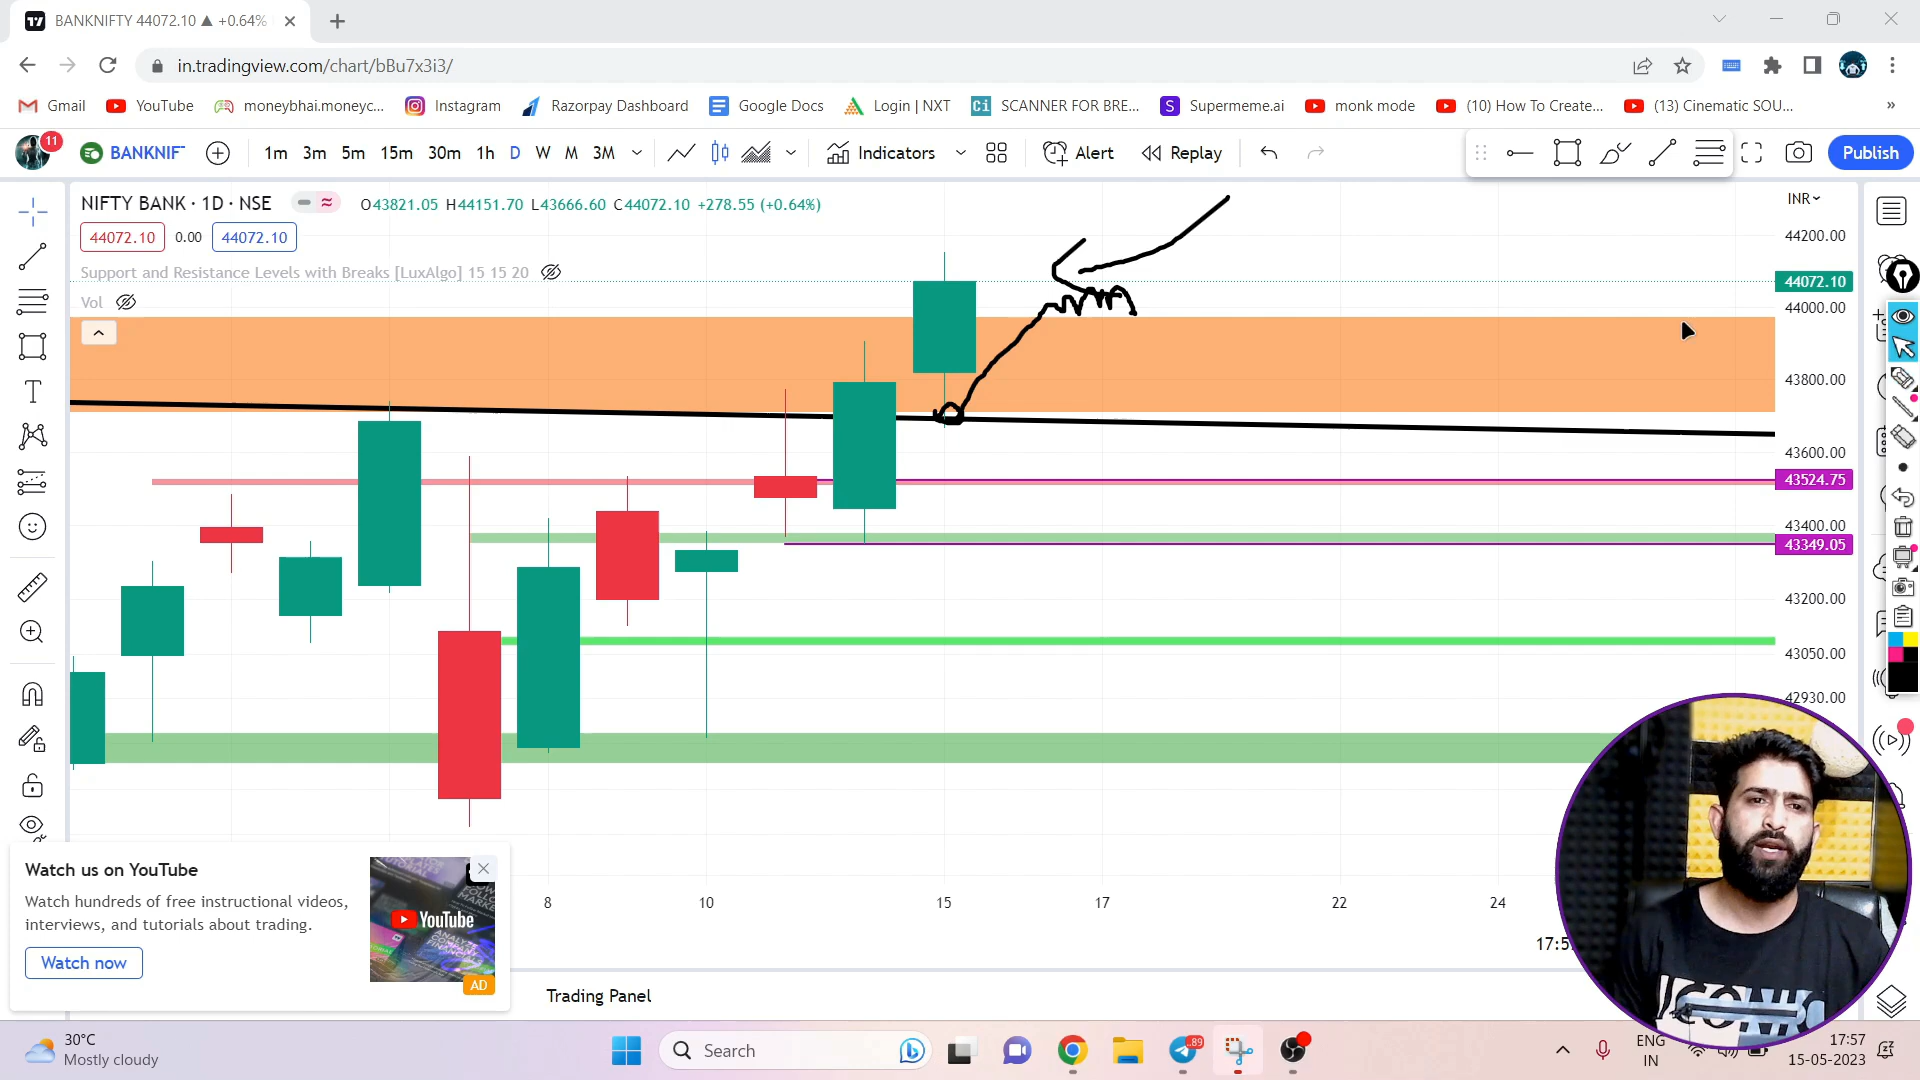 BANKNIFTY 44072.10 ▲ +0.64%
in.tradingview.com/chart/bBu7x3i3/
Gmail
YouTube
moneybhai.moneyc...
Instagram
Razorpay Dashboard
Google Docs
Login | NXT
Ci
SCANNER FOR BRE...
S
Supermeme.ai
monk mode
(10) How To Create...
(13) Cinematic SOU...
»
11
BANKNIF
1m 3m 5m 15m 30m 1h D W M 3M
Indicators
Alert
Replay
Publish
NIFTY BANK · 1D · NSE
O43821.05 H44151.70 L43666.60 C44072.10 +278.55 (+0.64%)
INR
44072.10 0.00 44072.10
Support and Resistance Levels with Breaks [LuxAlgo] 15 15 20
Vol
44200.00
44072.10
44000.00
43800.00
43600.00
43524.75
43400.00
43349.05
43200.00
43050.00
42930.00
8 10 15 17 22 24
17:5
Watch us on YouTube
Watch hundreds of free instructional videos,
interviews, and tutorials about trading.
Watch now
YouTube
AD
Trading Panel
30°C
Mostly cloudy
Search
89
ENG
IN
17:57
15-05-2023